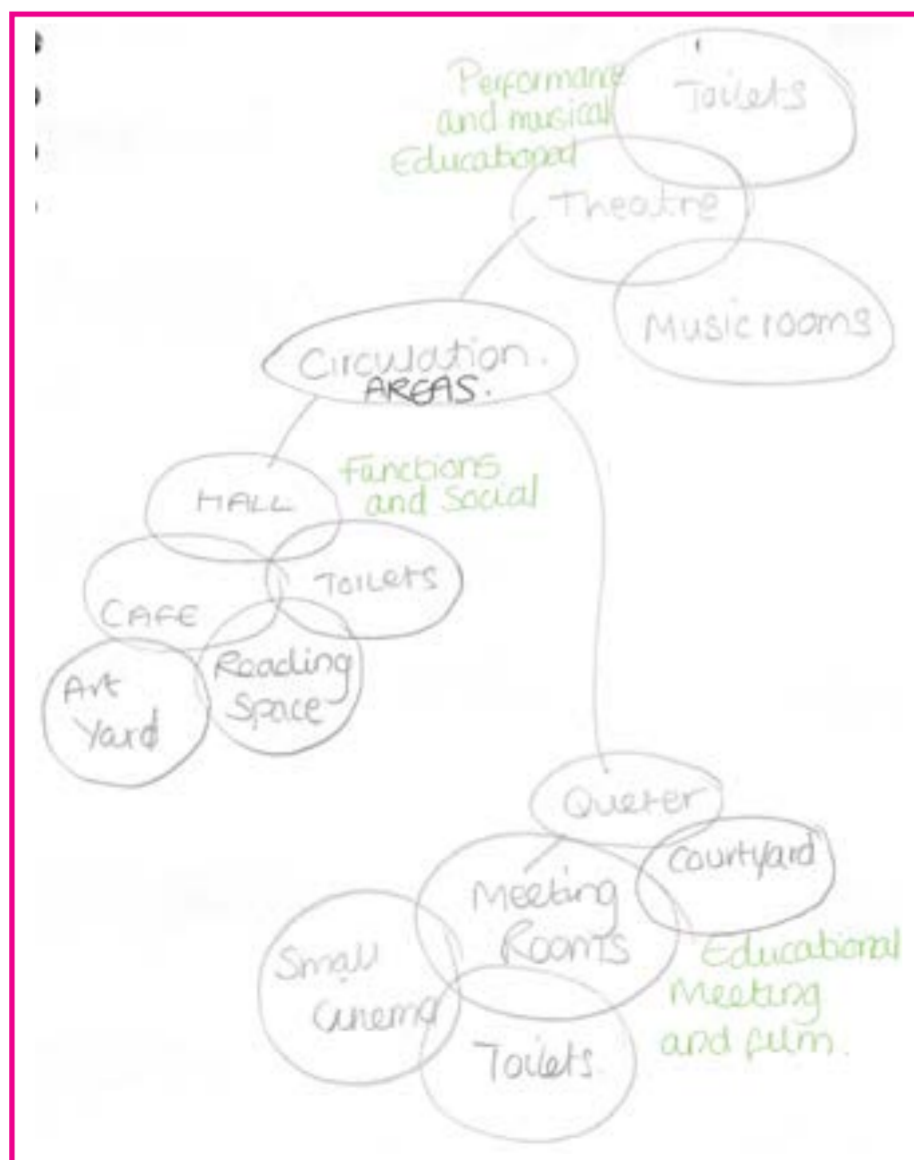 Performance
and musical
Educational
Toilets
Theatre
Music rooms
Circulation.
AREAS.
HALL
Functions
and Social
TOILETS
CAFE
Reading
Space
Art
Yard
Queter
Courtyard
Meeting
Rooms
Small
Cinema
Educational
Meeting
and film.
Toilets.